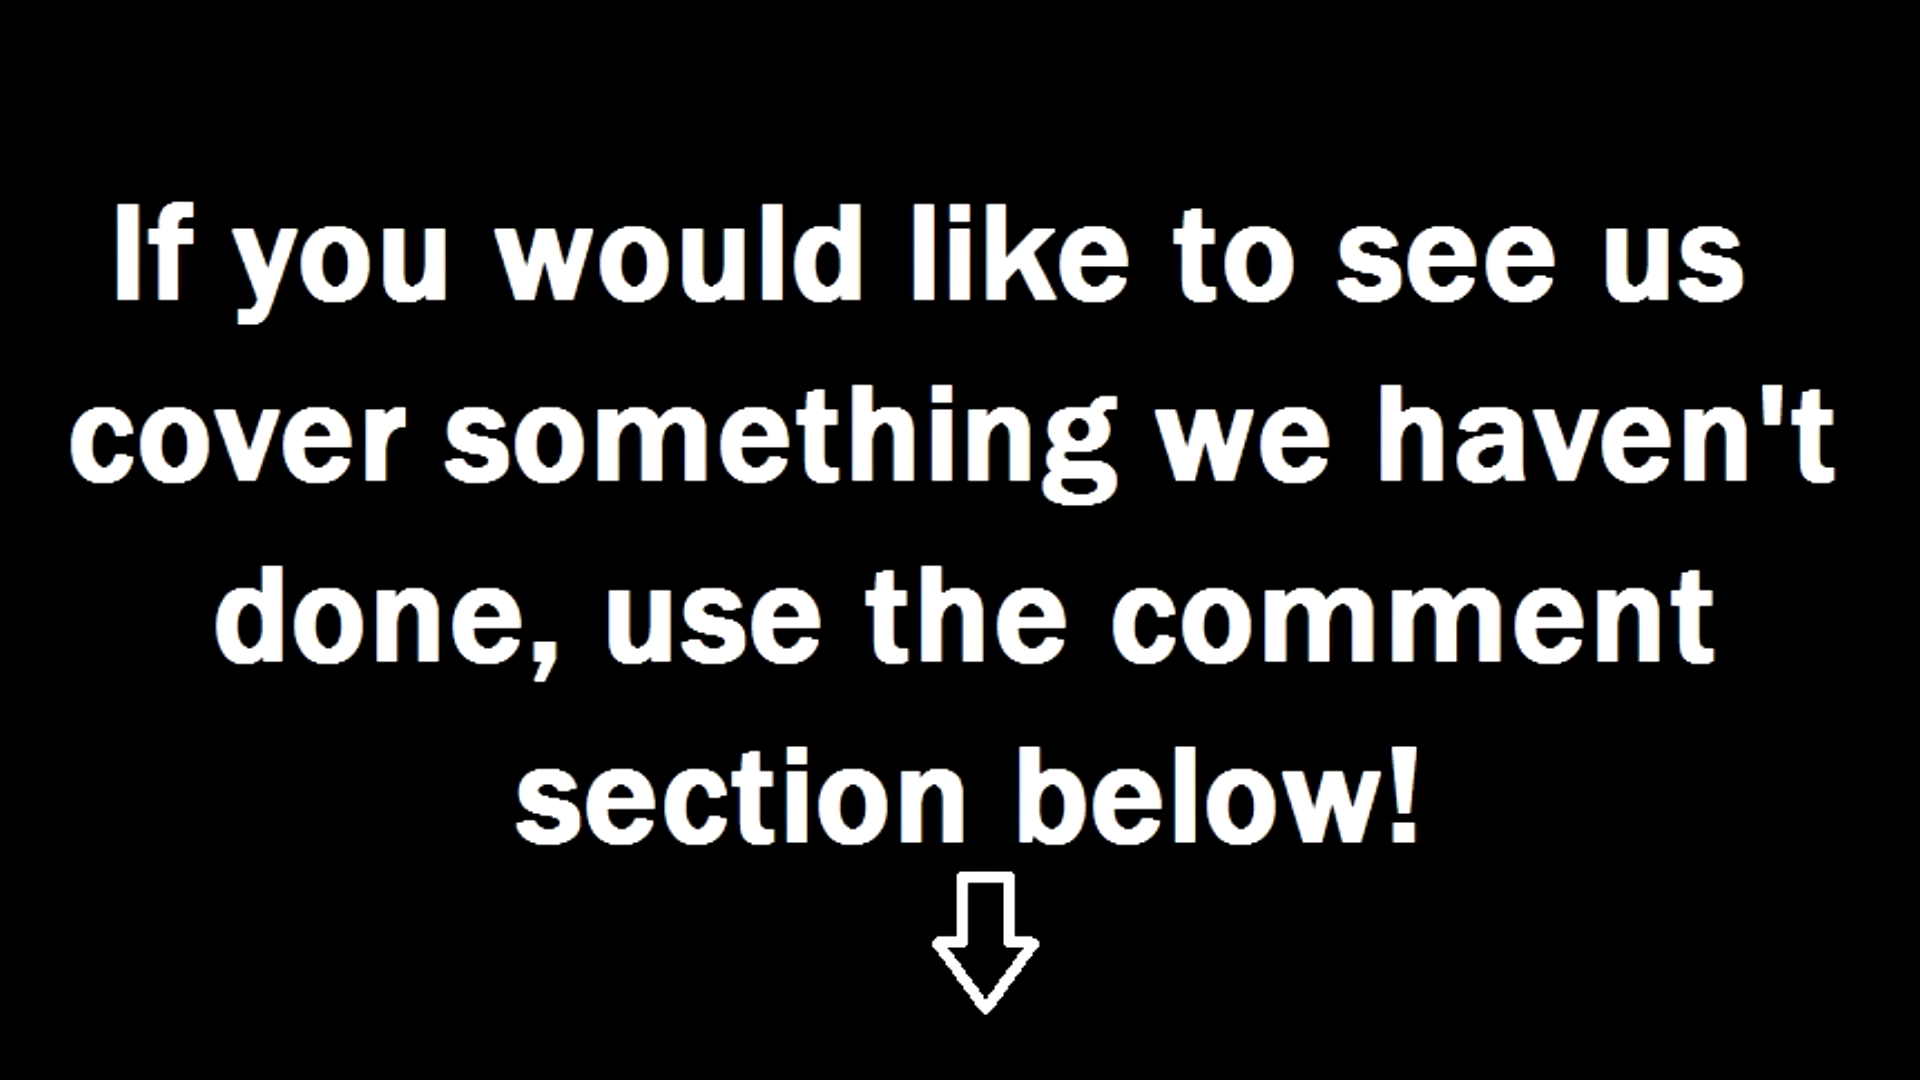 If you would like to see us
cover something we haven't
done, use the comment
section below!